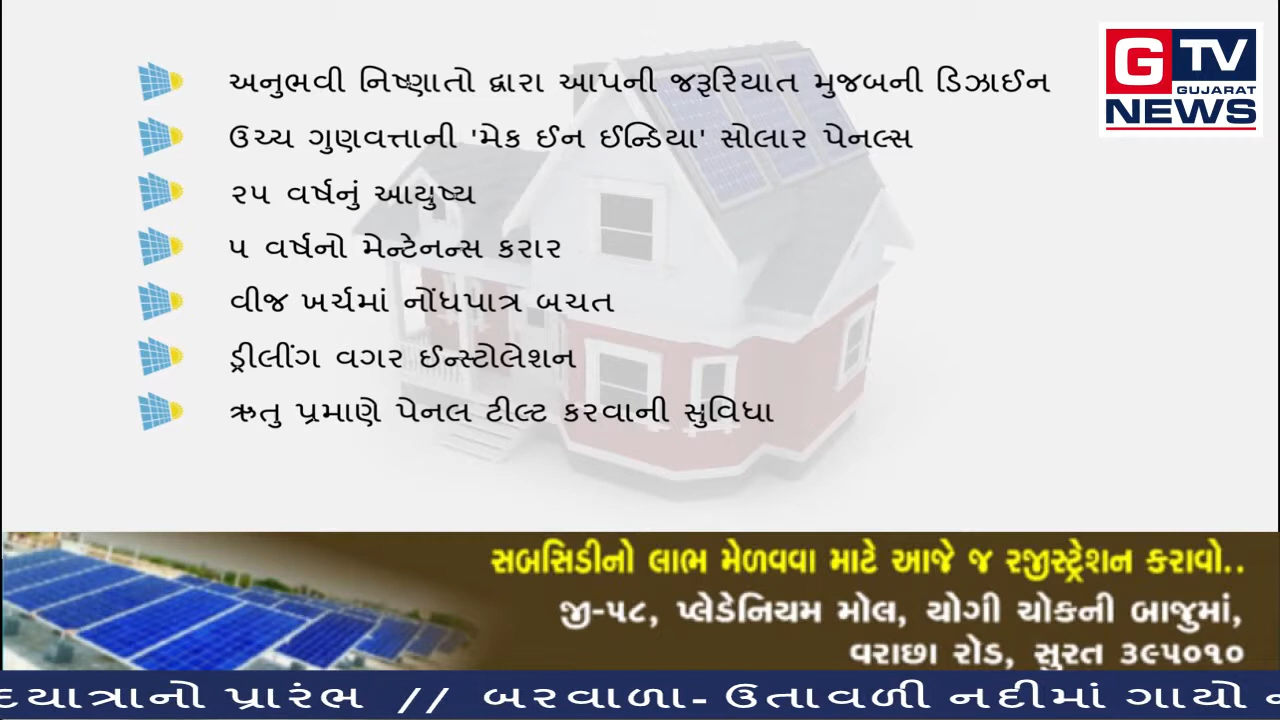 G TV
GUJARAT
NEWS
અનુભવી નિષ્ણાતો દ્વારા આપની જરૂરિયાત મુજબની ડિઝાઈન
ઉચ્ચ ગુણવત્તાની 'મેક ઈન ઈન્ડિયા' સોલાર પેનલ્સ
૨૫ વર્ષનું આયુષ્ય
૫ વર્ષનો મેન્ટેનન્સ કરાર
વીજ ખર્ચમાં નોંધપાત્ર બચત
ડ્રીલીંગ વગર ઈન્સ્ટોલેશન
ઋતુ પ્રમાણે પેનલ ટીલ્ટ કરવાની સુવિધા
સબસિડીનો લાભ મેળવવા માટે આજે જ રજીસ્ટ્રેશન કરાવો..
જી-૫૮, પ્લેડેનિયમ મોલ, યોગી ચોકની બાજુમાં,
વરાછા રોડ, સુરત ૩૯૫૦૧૦
દયાત્રાનો પ્રારંભ // બરવાળા- ઉતાવળી નદીમાં ગાયો